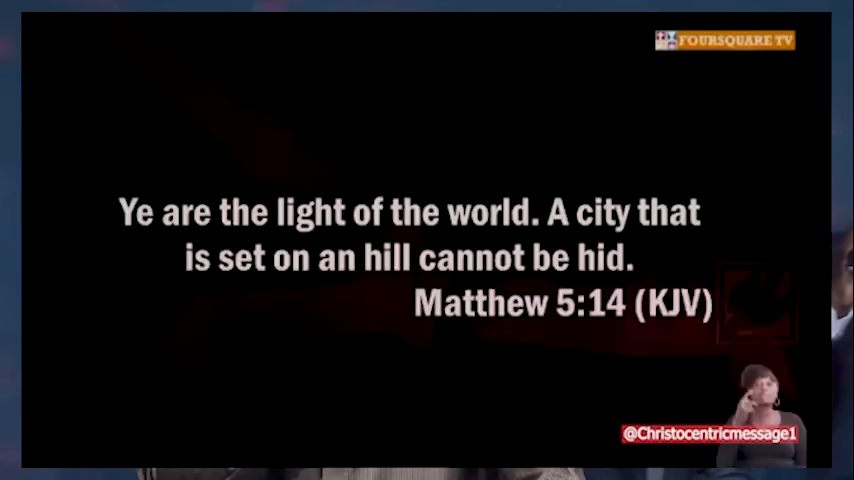 FOURSQUARE TV
Ye are the light of the world. A city that
is set on an hill cannot be hid.
Matthew 5:14 (KJV)
@Christocentricmessage1